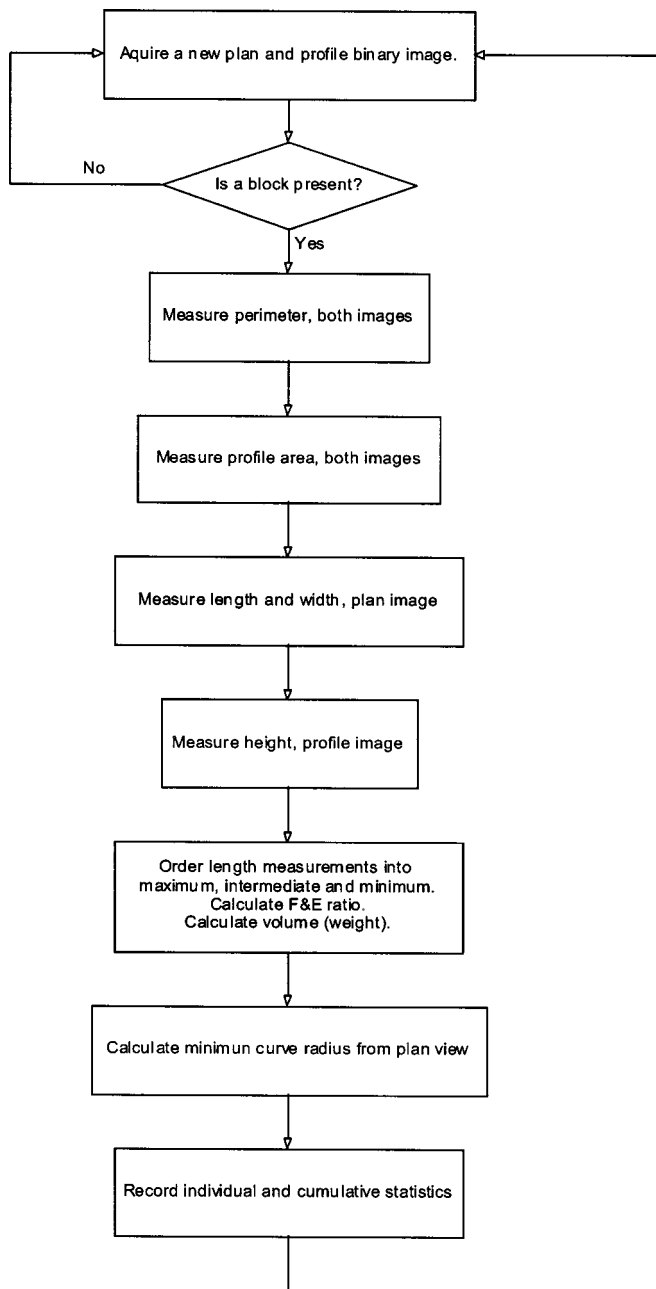 Aquire a new plan and profile binary image.
No
Is a block present?
Yes
Measure perimeter, both images
Measure profile area, both images
Measure length and width, plan image
Measure height, profile image
Order length measurements into
maximum, intermediate and minimum.
Calculate F&E ratio.
Calculate volume (weight).
Calculate minimun curve radius from plan view
Record individual and cumulative statistics